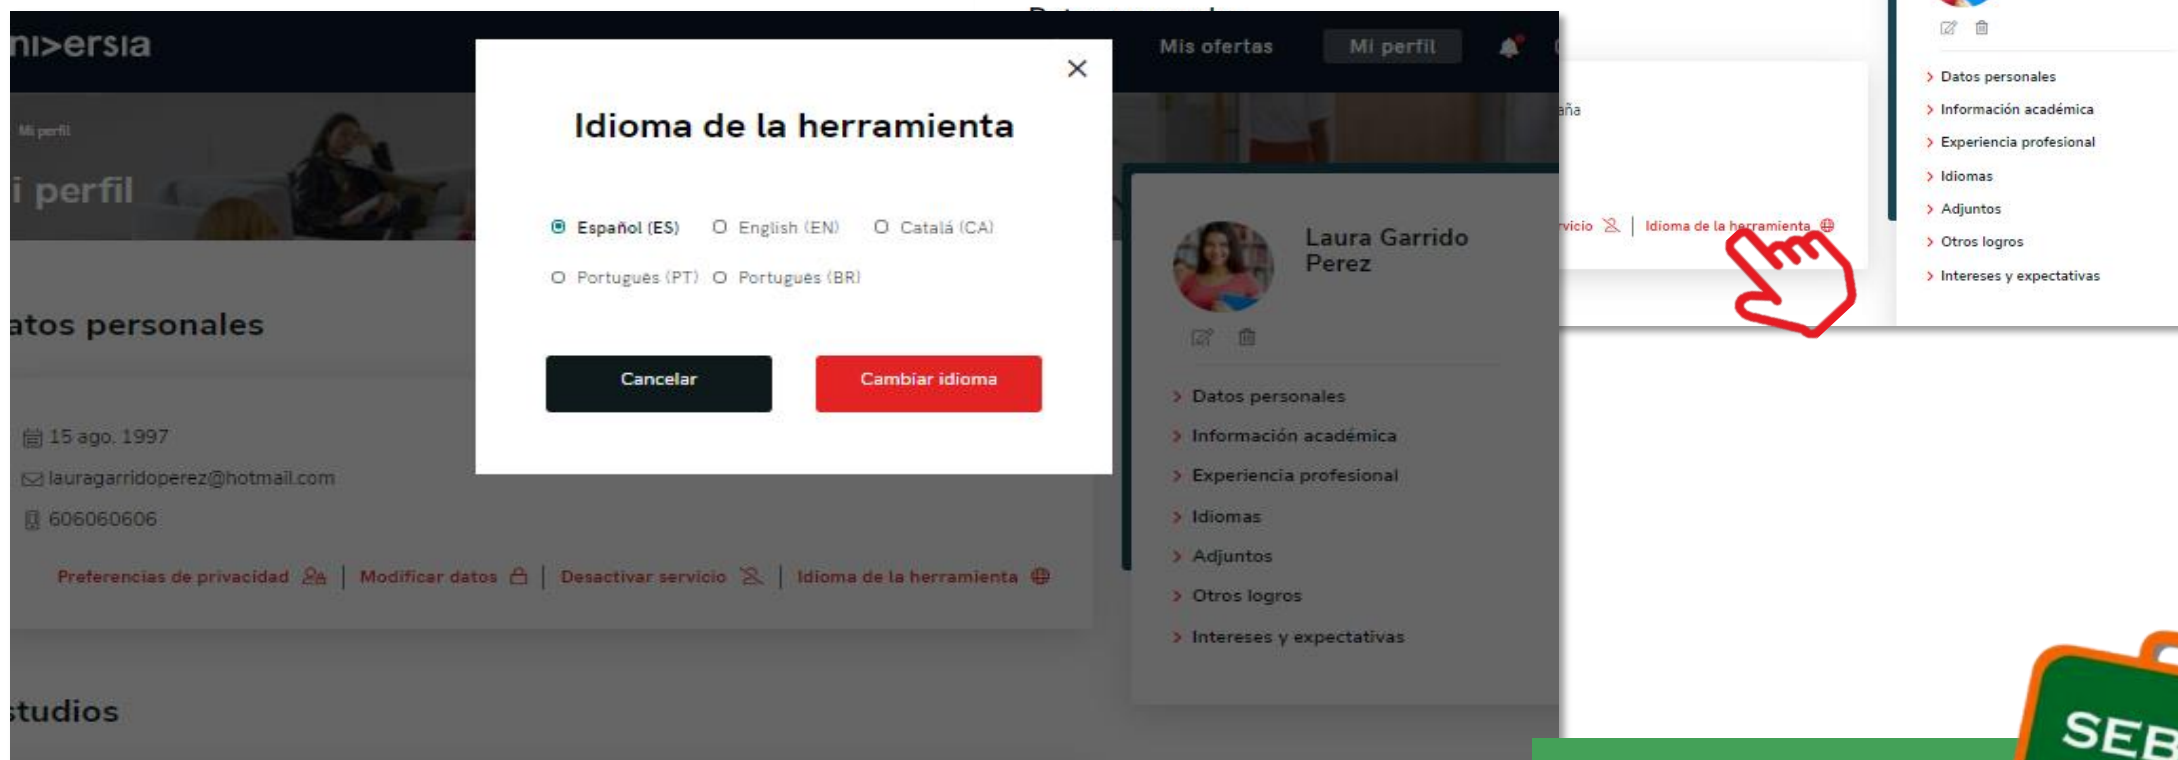 ni>ersia
Mis ofertas
Mi perfil
Mi perfil
i perfil
Idioma de la herramienta
Español (ES)
English (EN)
Catalá (CA)
Portugués (PT)
Portugués (BR)
Cancelar
Cambiar idioma
atos personales
15 ago. 1997
lauragarridoperez@hotmail.com
606060606
Preferencias de privacidad | Modificar datos | Desactivar servicio | Idioma de la herramienta
studios
Laura Garrido
Perez
> Datos personales
> Información académica
> Experiencia profesional
> Idiomas
> Adjuntos
> Otros logros
> Intereses y expectativas
aña
rvicio | Idioma de la herramienta
> Datos personales
> Información académica
> Experiencia profesional
> Idiomas
> Adjuntos
> Otros logros
> Intereses y expectativas
SEB